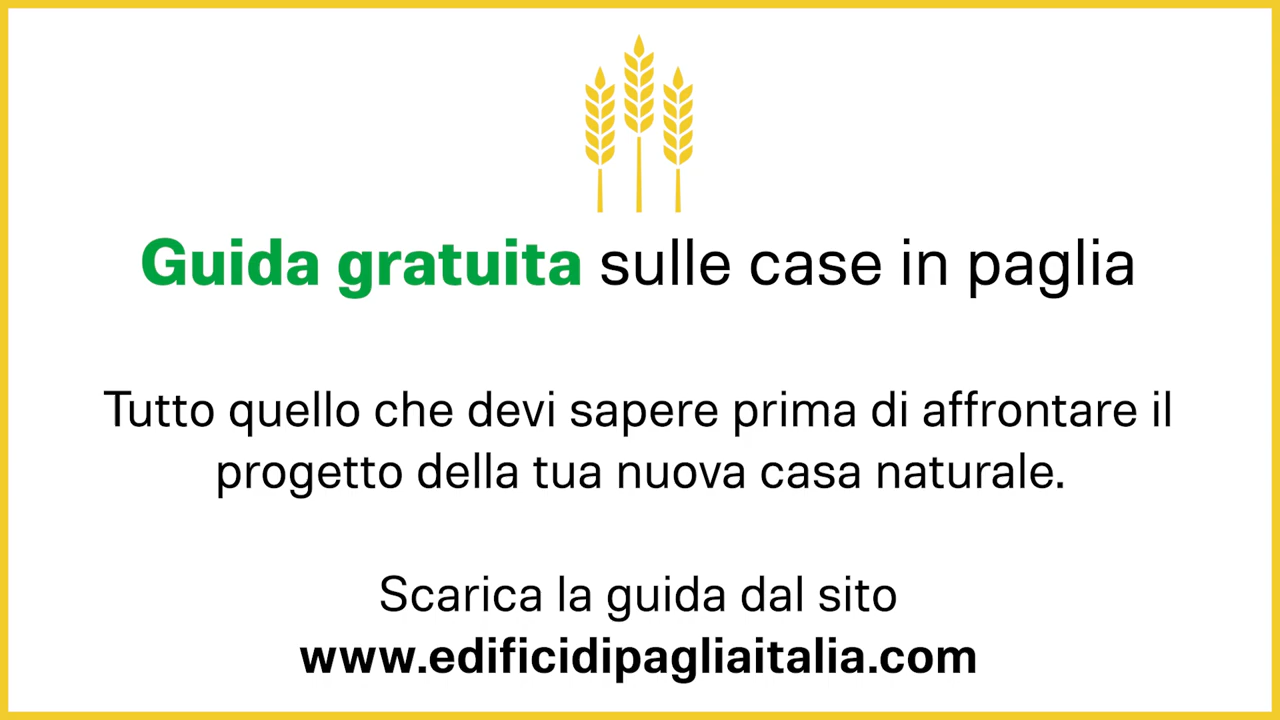 Guida gratuita sulle case in paglia
Tutto quello che devi sapere prima di affrontare il
progetto della tua nuova casa naturale.
Scarica la guida dal sito
www.edificidipagliaitalia.com